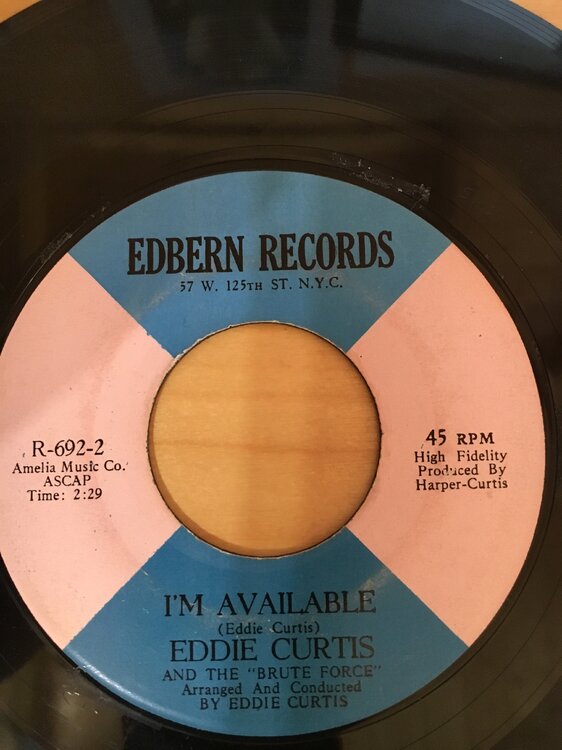 EDBERN RECORDS
57 W. 125TH ST. N.Y.C.
R-692-2
Amelia Music Co.
ASCAP
Time: 2:29
45 RPM
High Fidelity
Produced By
Harper-Curtis
I'M AVAILABLE
(Eddie Curtis)
EDDIE CURTIS
AND THE "BRUTE FORCE"
Arranged And Conducted
BY EDDIE CURTIS